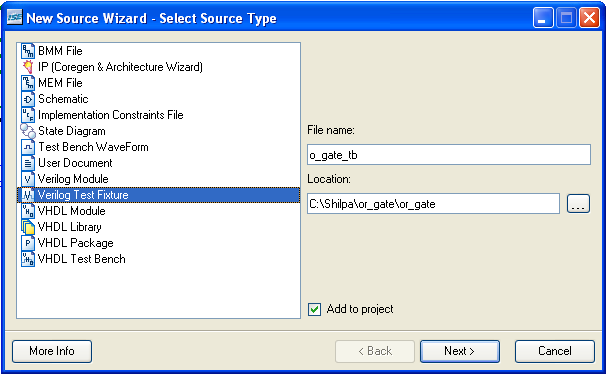 New Source Wizard - Select Source Type
BMM File
IP (Coregen & Architecture Wizard)
MEM File
Schematic
Implementation Constraints File
State Diagram
Test Bench WaveForm
User Document
Verilog Module
Verilog Test Fixture
VHDL Module
VHDL Library
VHDL Package
VHDL Test Bench
File name:
o_gate_tb
Location:
C:\Shilpa\or_gate\or_gate
...
Add to project
More Info
< Back
Next >
Cancel